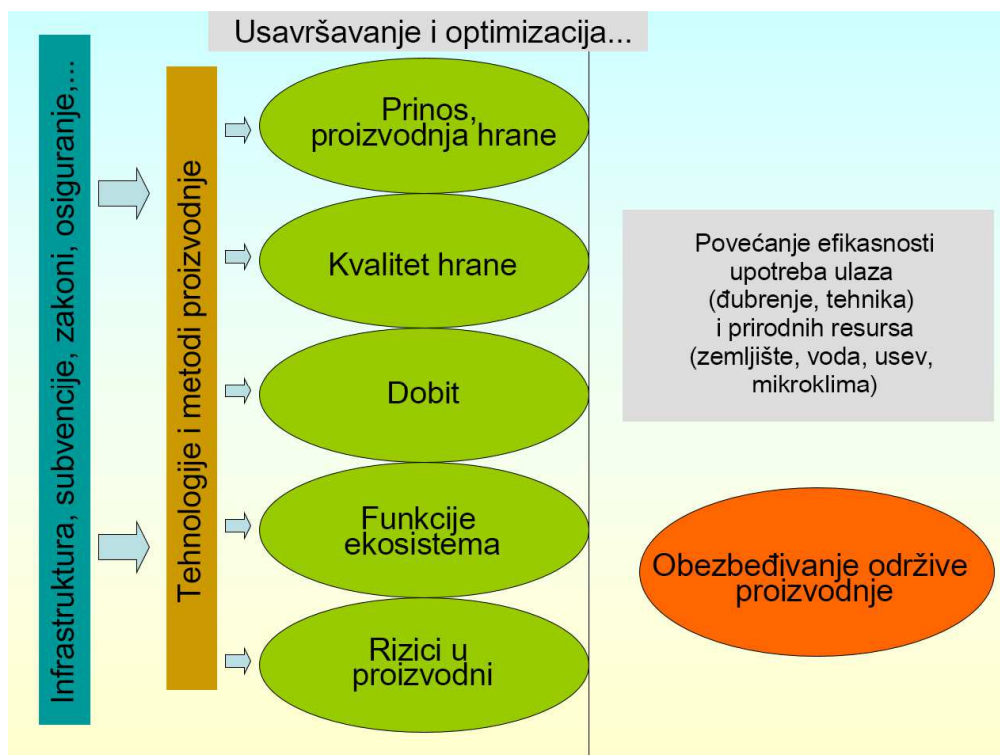 Usavršavanje i optimizacija...
Infrastruktura, subvencije, zakoni, osiguranje,...
Tehnologije i metodi proizvodnje
Prinos,
proizvodnja hrane
Kvalitet hrane
Dobit
Funkcije
ekosistema
Rizici u
proizvodni
Povećanje efikasnosti
upotreba ulaza
(đubrenje, tehnika)
i prirodnih resursa
(zemljište, voda, usev,
mikroklima)
Obezbeđivanje održive
proizvodnje